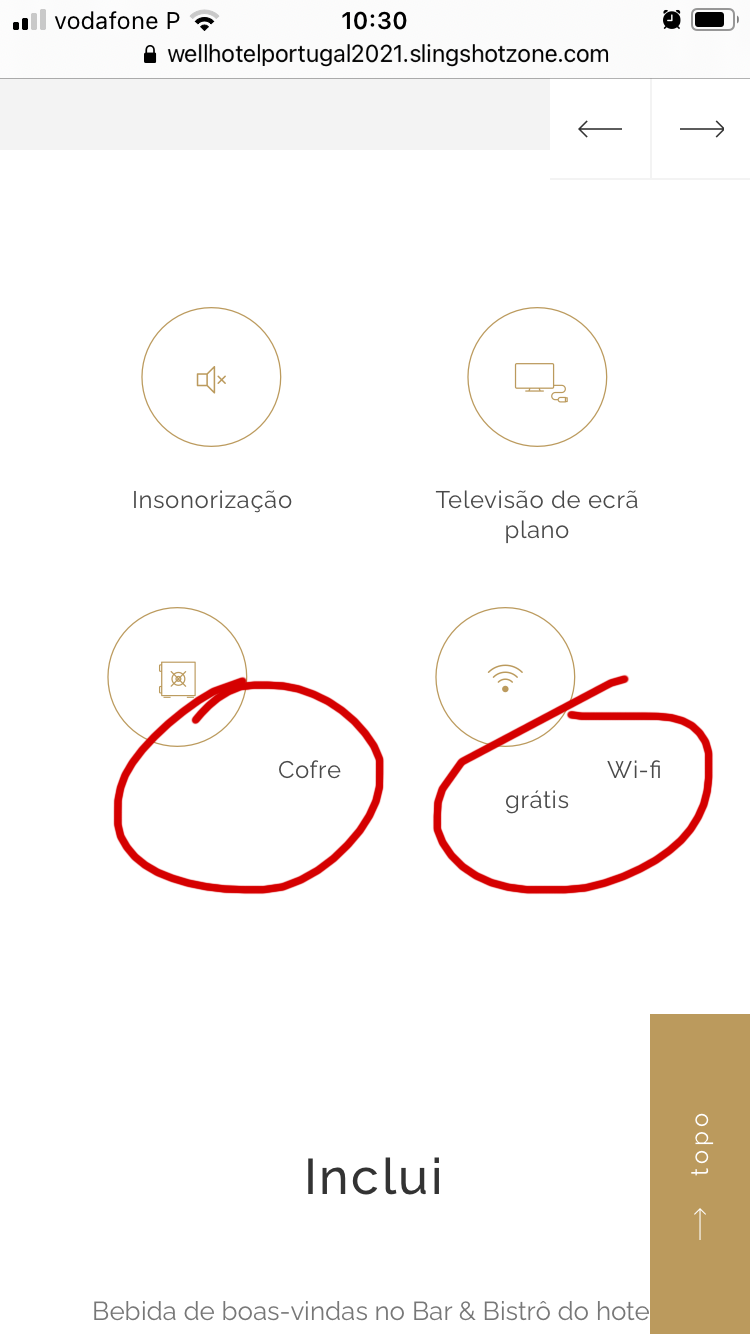 vodafone P 10:30
wellhotelportugal2021.slingshotzone.com
Insonorização
Televisão de ecrã
plano
Cofre
Wi-fi
grátis
topo
Inclui
Bebida de boas-vindas no Bar & Bistrô do hote